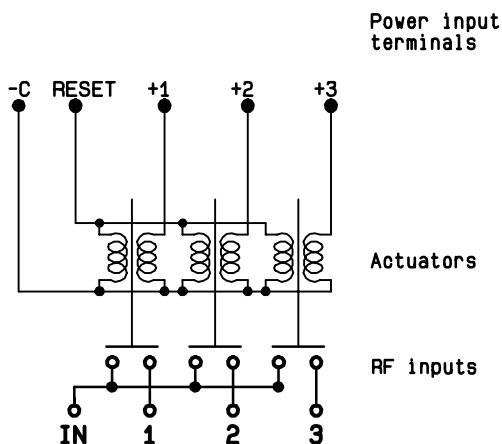 Power input
terminals
-C RESET +1 +2 +3
Actuators
RF inputs
IN 1 2 3